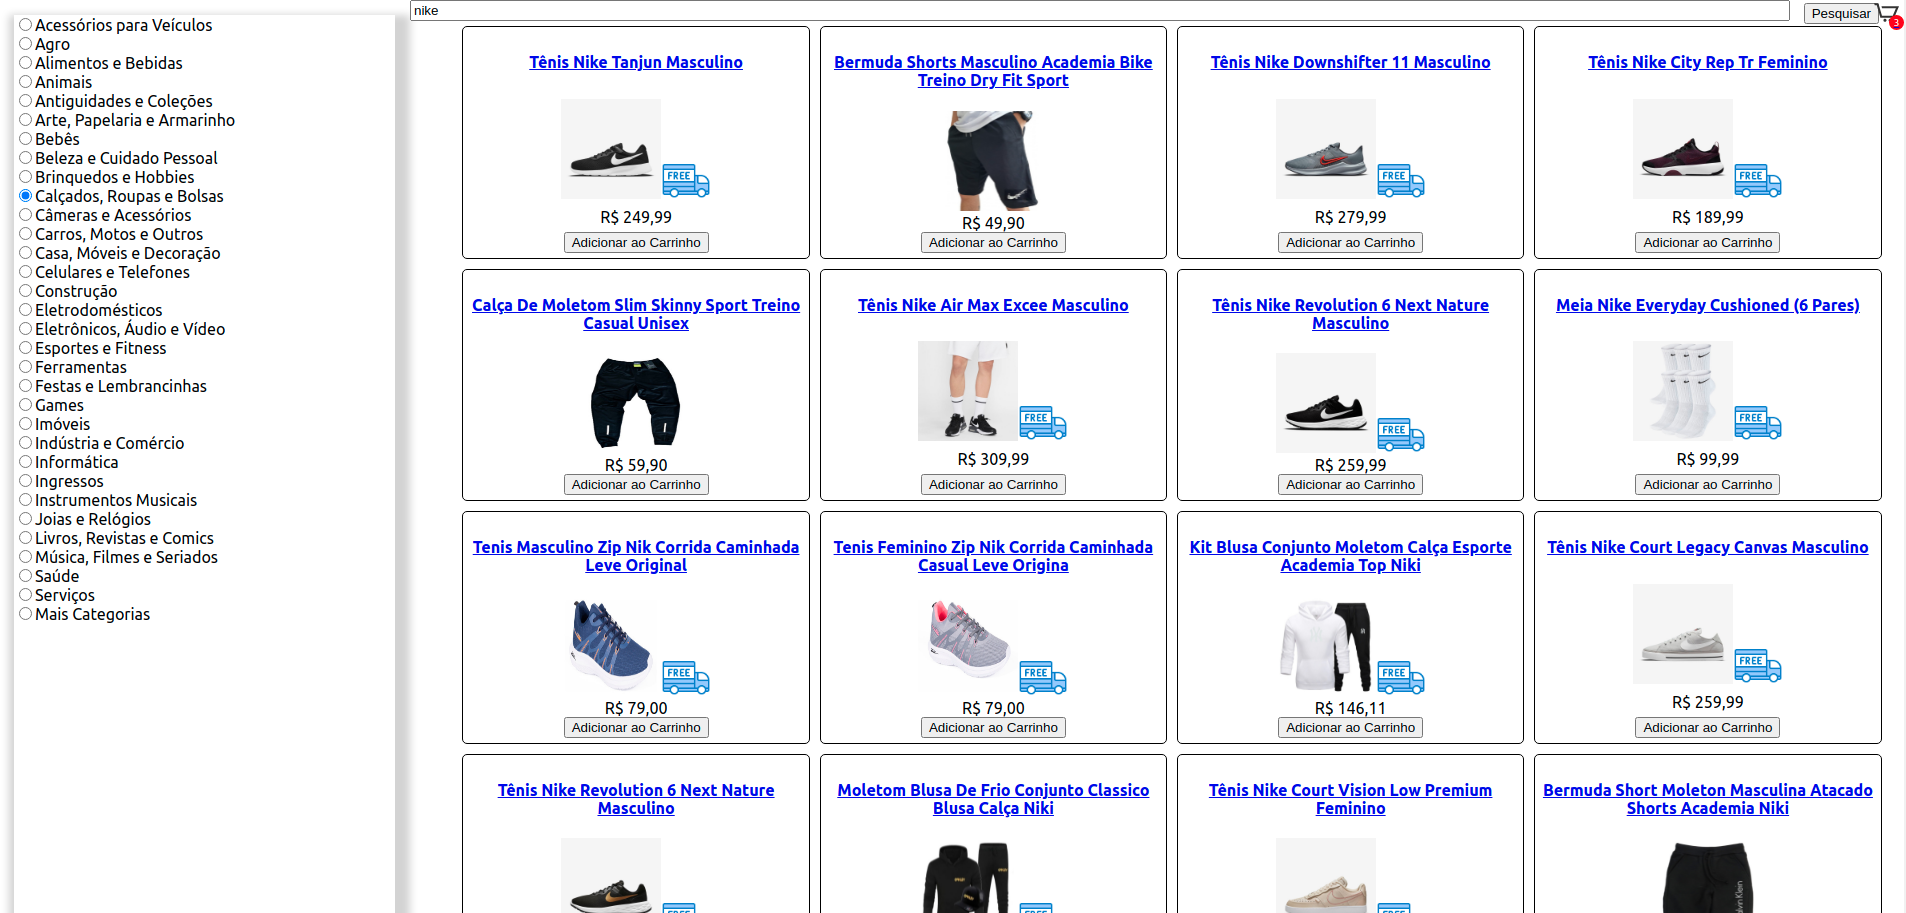 nike
Pesquisar
3
Acessórios para Veículos
Agro
Alimentos e Bebidas
Animais
Antiguidades e Coleções
Arte, Papelaria e Armarinho
Bebês
Beleza e Cuidado Pessoal
Brinquedos e Hobbies
Calçados, Roupas e Bolsas
Câmeras e Acessórios
Carros, Motos e Outros
Casa, Móveis e Decoração
Celulares e Telefones
Construção
Eletrodomésticos
Eletrônicos, Áudio e Vídeo
Esportes e Fitness
Ferramentas
Festas e Lembrancinhas
Games
Imóveis
Indústria e Comércio
Informática
Ingressos
Instrumentos Musicais
Joias e Relógios
Livros, Revistas e Comics
Música, Filmes e Seriados
Saúde
Serviços
Mais Categorias
Tênis Nike Tanjun Masculino
FREE
R$ 249,99
Adicionar ao Carrinho
Bermuda Shorts Masculino Academia Bike
Treino Dry Fit Sport
R$ 49,90
Adicionar ao Carrinho
Tênis Nike Downshifter 11 Masculino
FREE
R$ 279,99
Adicionar ao Carrinho
Tênis Nike City Rep Tr Feminino
FREE
R$ 189,99
Adicionar ao Carrinho
Calça De Moletom Slim Skinny Sport Treino
Casual Unisex
R$ 59,90
Adicionar ao Carrinho
Tênis Nike Air Max Excee Masculino
FREE
R$ 309,99
Adicionar ao Carrinho
Tênis Nike Revolution 6 Next Nature
Masculino
FREE
R$ 259,99
Adicionar ao Carrinho
Meia Nike Everyday Cushioned (6 Pares)
FREE
R$ 99,99
Adicionar ao Carrinho
Tenis Masculino Zip Nik Corrida Caminhada
Leve Original
FREE
R$ 79,00
Adicionar ao Carrinho
Tenis Feminino Zip Nik Corrida Caminhada
Casual Leve Origina
FREE
R$ 79,00
Adicionar ao Carrinho
Kit Blusa Conjunto Moletom Calça Esporte
Academia Top Niki
FREE
R$ 146,11
Adicionar ao Carrinho
Tênis Nike Court Legacy Canvas Masculino
FREE
R$ 259,99
Adicionar ao Carrinho
Tênis Nike Revolution 6 Next Nature
Masculino
Moletom Blusa De Frio Conjunto Classico
Blusa Calça Niki
Tênis Nike Court Vision Low Premium
Feminino
Bermuda Short Moleton Masculina Atacado
Shorts Academia Niki
Calvin Klein